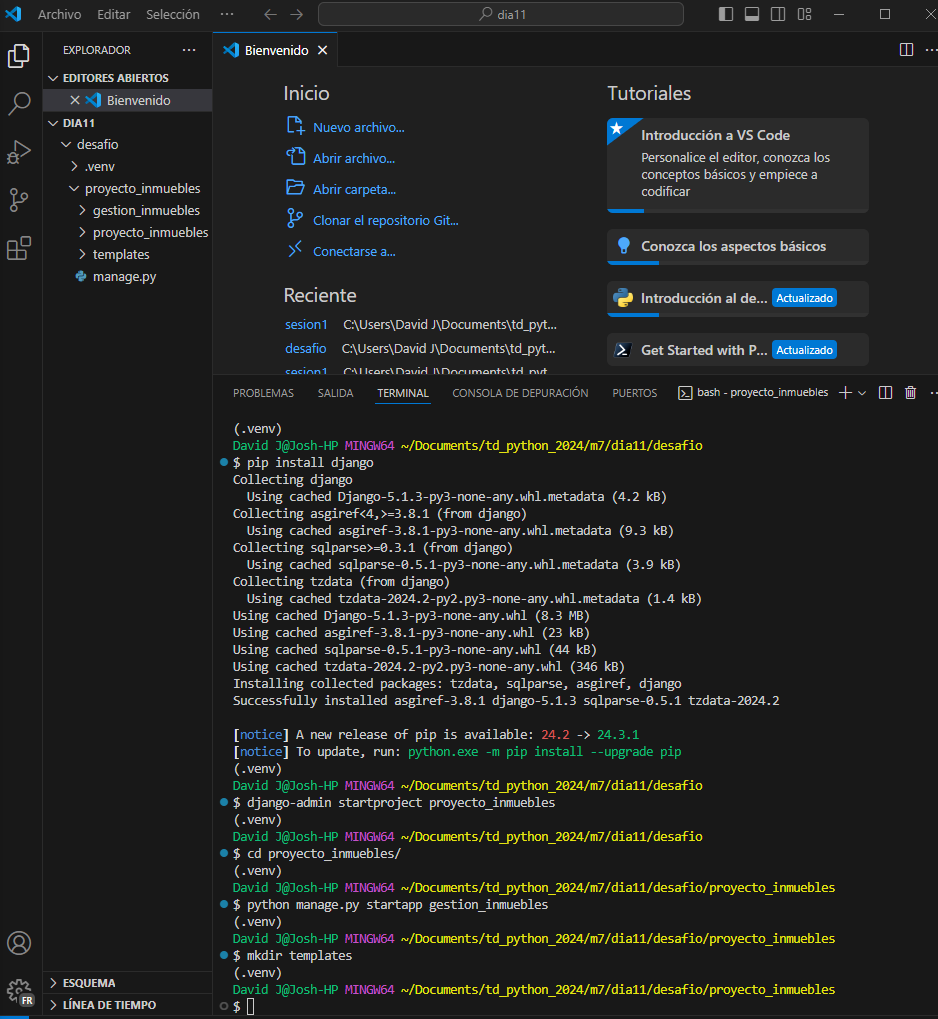 Archivo Editar Selección ··· dia11
EXPLORADOR ···
EDITORES ABIERTOS
Bienvenido
DIA11
desafio
.venv
proyecto_inmuebles
gestion_inmuebles
proyecto_inmuebles
templates
manage.py
ESQUEMA
LÍNEA DE TIEMPO
FR
Bienvenido
Inicio
Nuevo archivo...
Abrir archivo...
Abrir carpeta...
Clonar el repositorio Git...
Conectarse a...
Reciente
sesion1 C:\Users\David J\Documents\td_pyt...
desafio C:\Users\David J\Documents\td_pyt...
sesion1 C:\Users\David J\Documents\td_pyt
Tutoriales
Introducción a VS Code
Personalice el editor, conozca los
conceptos básicos y empiece a
codificar
Conozca los aspectos básicos
Introducción al de... Actualizado
Get Started with P... Actualizado
PROBLEMAS SALIDA TERMINAL CONSOLA DE DEPURACIÓN PUERTOS bash - proyecto_inmuebles
(.venv)
David J@Josh-HP MINGW64 ~/Documents/td_python_2024/m7/dia11/desafio
$ pip install django
Collecting django
Using cached Django-5.1.3-py3-none-any.whl.metadata (4.2 kB)
Collecting asgiref<4,>=3.8.1 (from django)
Using cached asgiref-3.8.1-py3-none-any.whl.metadata (9.3 kB)
Collecting sqlparse>=0.3.1 (from django)
Using cached sqlparse-0.5.1-py3-none-any.whl.metadata (3.9 kB)
Collecting tzdata (from django)
Using cached tzdata-2024.2-py2.py3-none-any.whl.metadata (1.4 kB)
Using cached Django-5.1.3-py3-none-any.whl (8.3 MB)
Using cached asgiref-3.8.1-py3-none-any.whl (23 kB)
Using cached sqlparse-0.5.1-py3-none-any.whl (44 kB)
Using cached tzdata-2024.2-py2.py3-none-any.whl (346 kB)
Installing collected packages: tzdata, sqlparse, asgiref, django
Successfully installed asgiref-3.8.1 django-5.1.3 sqlparse-0.5.1 tzdata-2024.2
[notice] A new release of pip is available: 24.2 -> 24.3.1
[notice] To update, run: python.exe -m pip install --upgrade pip
(.venv)
David J@Josh-HP MINGW64 ~/Documents/td_python_2024/m7/dia11/desafio
$ django-admin startproject proyecto_inmuebles
(.venv)
David J@Josh-HP MINGW64 ~/Documents/td_python_2024/m7/dia11/desafio
$ cd proyecto_inmuebles/
(.venv)
David J@Josh-HP MINGW64 ~/Documents/td_python_2024/m7/dia11/desafio/proyecto_inmuebles
$ python manage.py startapp gestion_inmuebles
(.venv)
David J@Josh-HP MINGW64 ~/Documents/td_python_2024/m7/dia11/desafio/proyecto_inmuebles
$ mkdir templates
(.venv)
David J@Josh-HP MINGW64 ~/Documents/td_python_2024/m7/dia11/desafio/proyecto_inmuebles
$